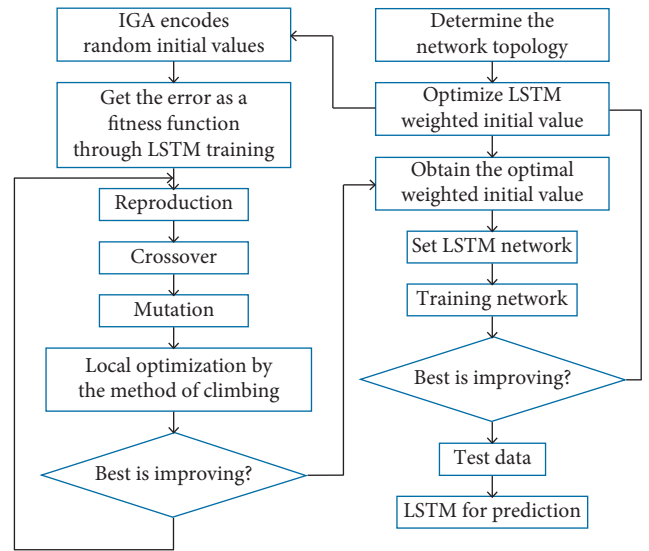 IGA encodes
random initial values
Get the error as a
fitness function
through LSTM training
Reproduction
Crossover
Mutation
Local optimization by
the method of climbing
Best is improving?
Determine the
network topology
Optimize LSTM
weighted initial value
Obtain the optimal
weighted initial value
Set LSTM network
Training network
Best is improving?
Test data
LSTM for prediction